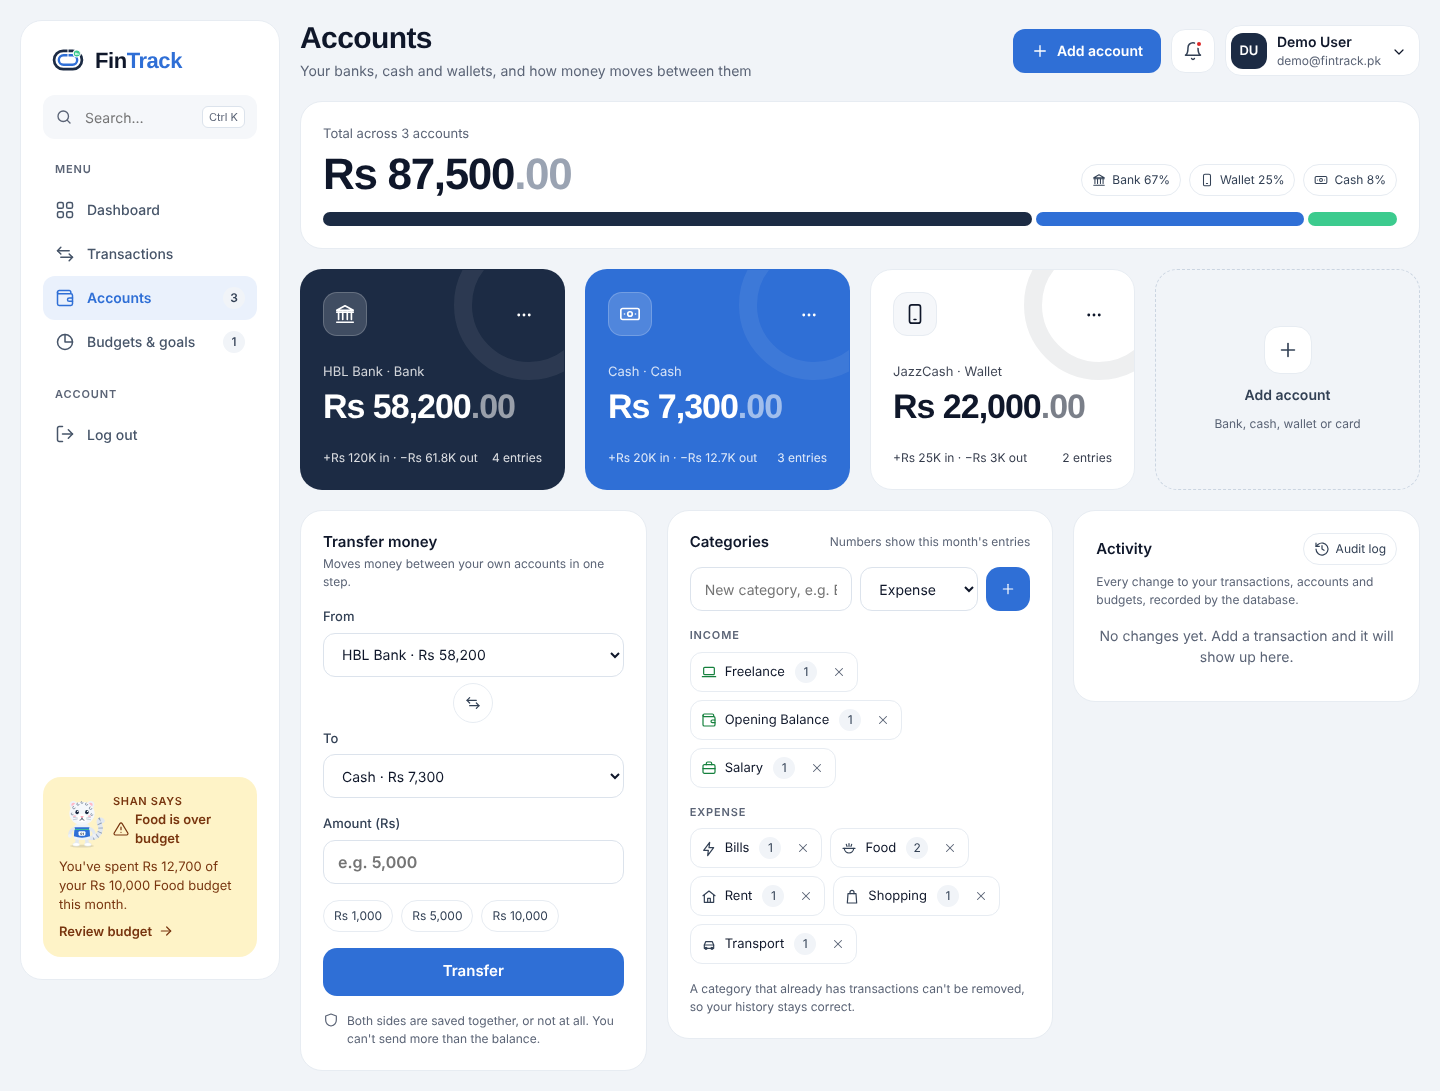 FinTrack
Search...
Ctrl K
MENU
Dashboard
Transactions
Accounts 3
Budgets & goals 1
ACCOUNT
Log out
SHAN SAYS
Food is over
budget
You've spent Rs 12,700 of
your Rs 10,000 Food budget
this month.
Review budget
Accounts
Your banks, cash and wallets, and how money moves between them
Add account
DU
Demo User
demo@fintrack.pk
Total across 3 accounts
Rs 87,500.00
Bank 67%
Wallet 25%
Cash 8%
HBL Bank · Bank
Rs 58,200.00
+Rs 120K in · −Rs 61.8K out 4 entries
Cash · Cash
Rs 7,300.00
+Rs 20K in · −Rs 12.7K out 3 entries
JazzCash · Wallet
Rs 22,000.00
+Rs 25K in · −Rs 3K out 2 entries
Add account
Bank, cash, wallet or card
Transfer money
Moves money between your own accounts in one
step.
From
HBL Bank · Rs 58,200
To
Cash · Rs 7,300
Amount (Rs)
e.g. 5,000
Rs 1,000
Rs 5,000
Rs 10,000
Transfer
Both sides are saved together, or not at all. You
can't send more than the balance.
Categories
Numbers show this month's entries
New category, e.g.
Expense
INCOME
Freelance 1
Opening Balance 1
Salary 1
EXPENSE
Bills 1
Food 2
Rent 1
Shopping 1
Transport 1
A category that already has transactions can't be removed,
so your history stays correct.
Activity
Audit log
Every change to your transactions, accounts and
budgets, recorded by the database.
No changes yet. Add a transaction and it will
show up here.